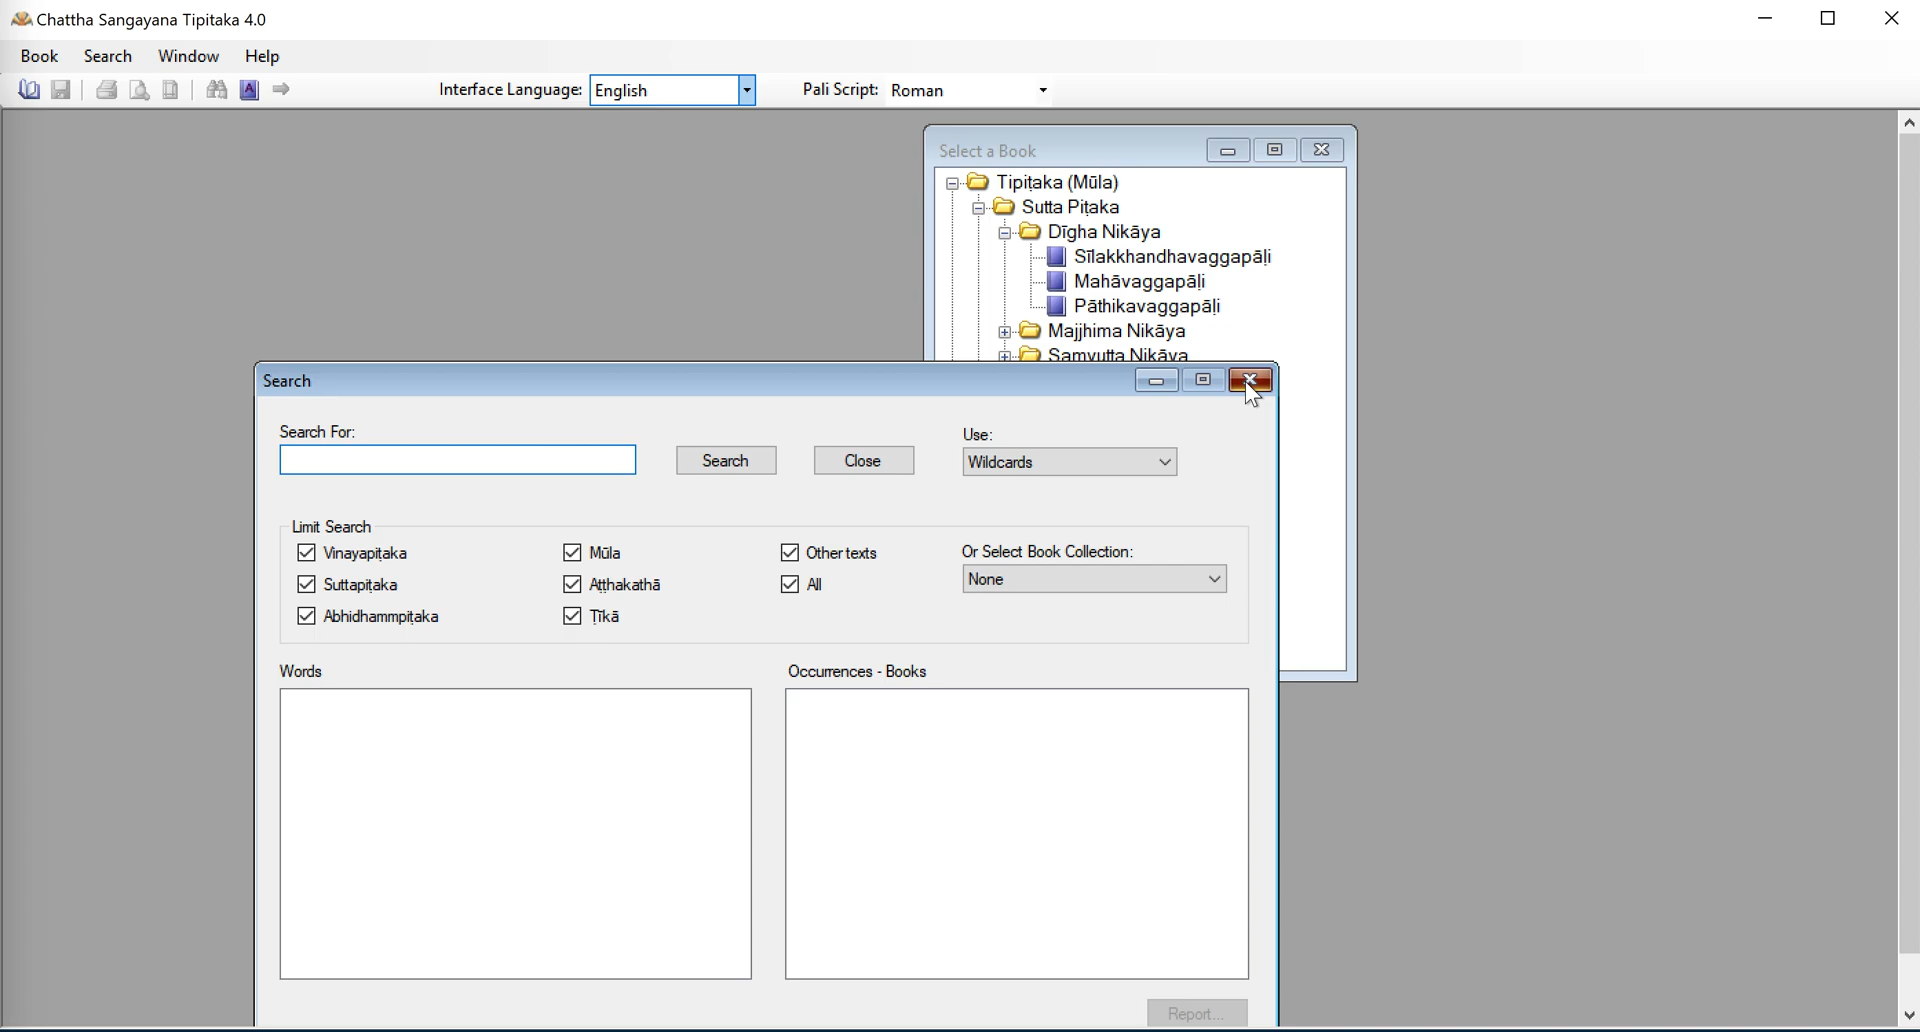 Chattha Sangayana Tipitaka 4.0
Book Search Window Help
Interface Language: English Pali Script: Roman
Select a Book
Tipiṭaka (Mūla)
Sutta Piṭaka
Dīgha Nikāya
Sīlakkhandhavaggapāḷi
Mahāvaggapāḷi
Pāthikavaggapāḷi
Majjhima Nikāya
Saṃyutta Nikāya
Search
Search For:
Search
Close
Use:
Wildcards
Limit Search
Vinayapiṭaka
Suttapiṭaka
Abhidhammpiṭaka
Mūla
Aṭṭhakathā
Ṭīkā
Other texts
All
Or Select Book Collection:
None
Words
Occurrences - Books
Report...